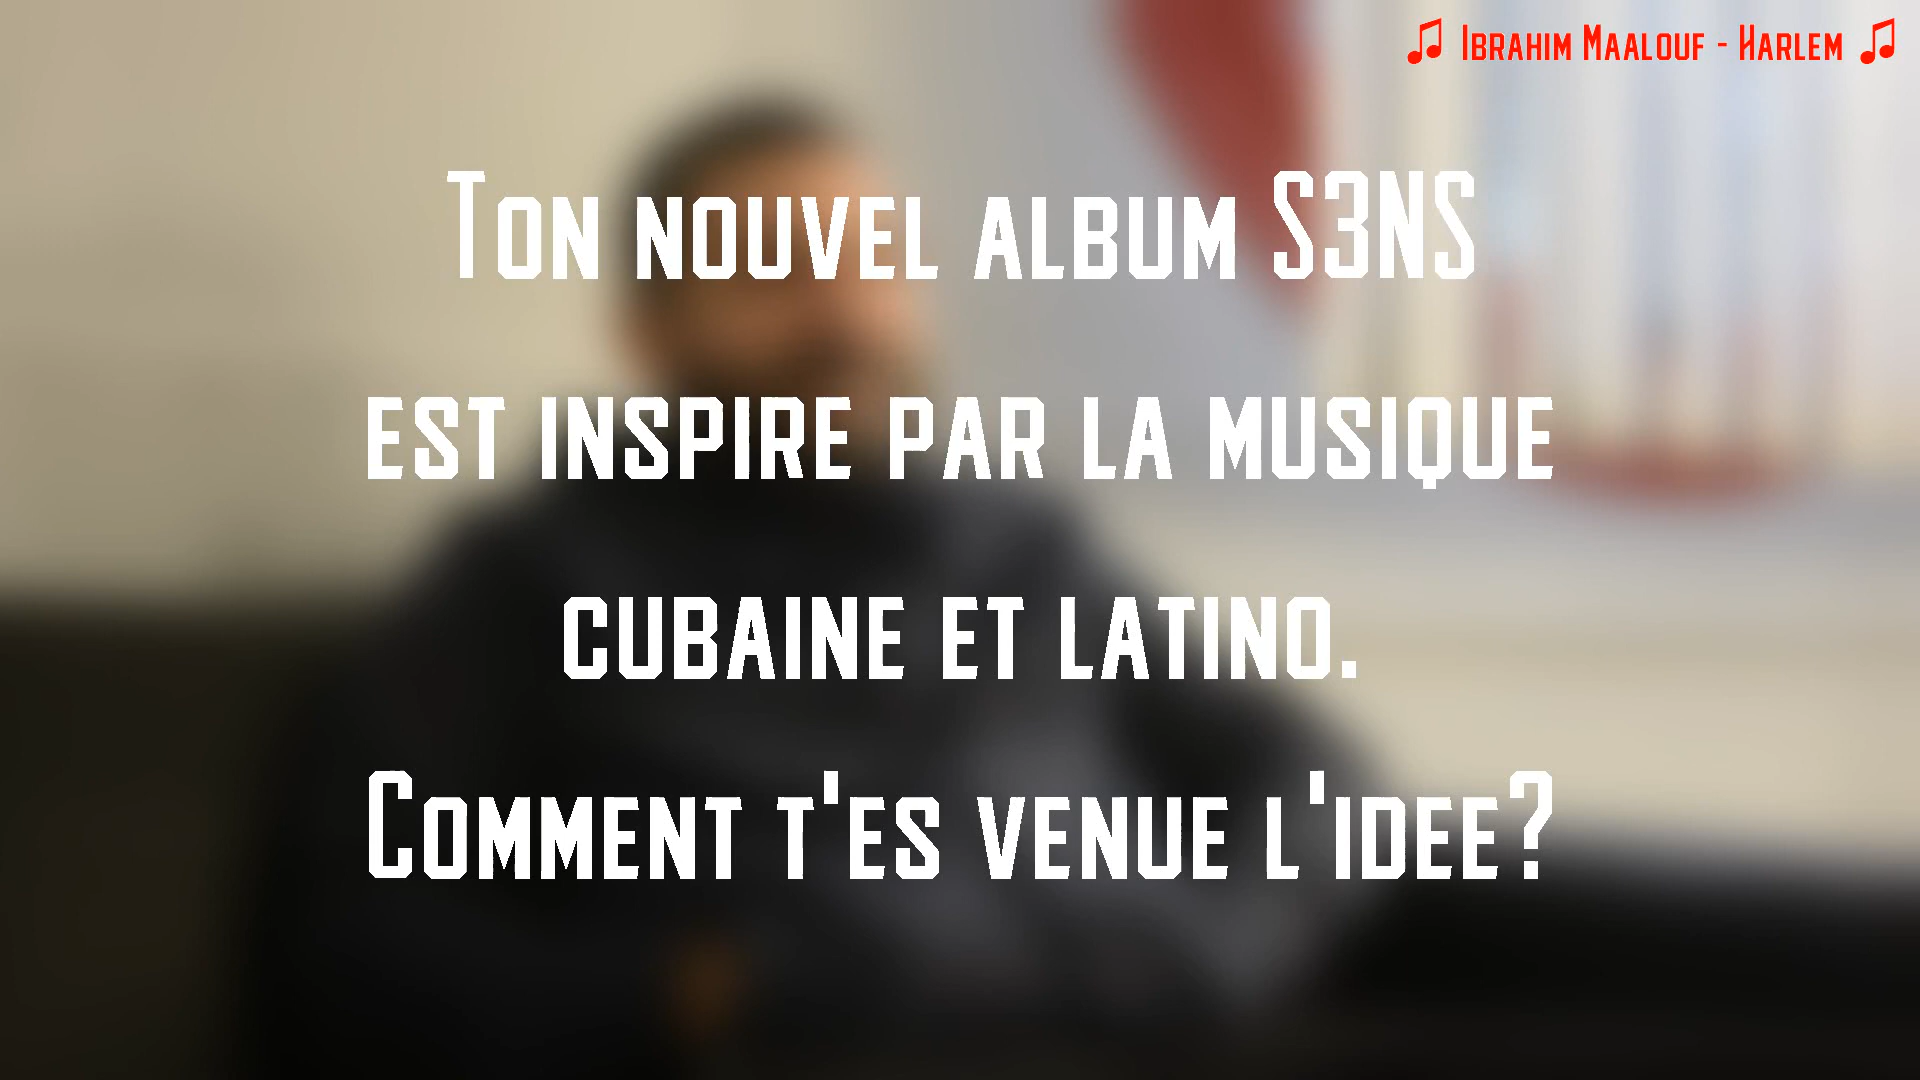 ♫ Ibrahim Maalouf - Harlem ♫
Ton nouvel album S3NS
est inspire par la musique
cubaine et latino.
Comment t'es venue l'idee?